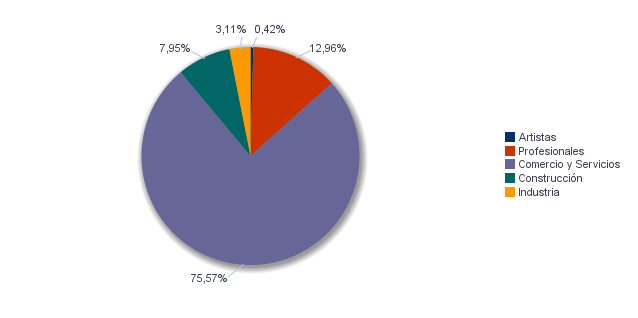 3,11%
0,42%
7,95%
12,96%
75,57%
Artistas
Profesionales
Comercio y Servicios
Construcción
Industria